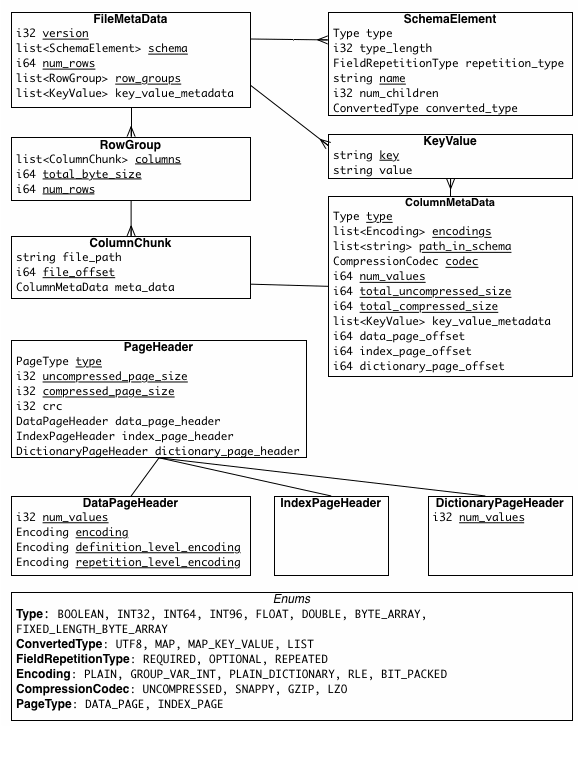 FileMetaData
i32 version
list<SchemaElement> schema
i64 num_rows
list<RowGroup> row_groups
list<KeyValue> key_value_metadata
SchemaElement
Type type
i32 type_length
FieldRepetitionType repetition_type
string name
i32 num_children
ConvertedType converted_type
RowGroup
list<ColumnChunk> columns
i64 total_byte_size
i64 num_rows
KeyValue
string key
string value
ColumnChunk
string file_path
i64 file_offset
ColumnMetaData meta_data
ColumnMetaData
Type type
list<Encoding> encodings
list<string> path_in_schema
CompressionCodec codec
i64 num_values
i64 total_uncompressed_size
i64 total_compressed_size
list<KeyValue> key_value_metadata
i64 data_page_offset
i64 index_page_offset
i64 dictionary_page_offset
PageHeader
PageType type
i32 uncompressed_page_size
i32 compressed_page_size
i32 crc
DataPageHeader data_page_header
IndexPageHeader index_page_header
DictionaryPageHeader dictionary_page_header
DataPageHeader
i32 num_values
Encoding encoding
Encoding definition_level_encoding
Encoding repetition_level_encoding
IndexPageHeader
DictionaryPageHeader
i32 num_values
Enums
Type: BOOLEAN, INT32, INT64, INT96, FLOAT, DOUBLE, BYTE_ARRAY,
FIXED_LENGTH_BYTE_ARRAY
ConvertedType: UTF8, MAP, MAP_KEY_VALUE, LIST
FieldRepetitionType: REQUIRED, OPTIONAL, REPEATED
Encoding: PLAIN, GROUP_VAR_INT, PLAIN_DICTIONARY, RLE, BIT_PACKED
CompressionCodec: UNCOMPRESSED, SNAPPY, GZIP, LZO
PageType: DATA_PAGE, INDEX_PAGE